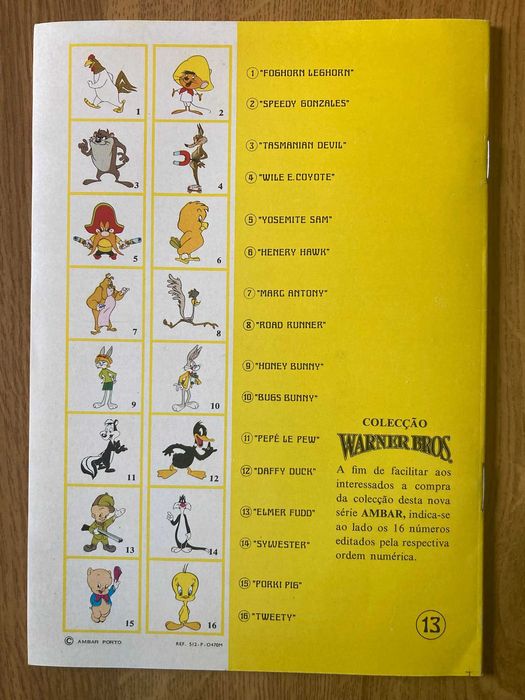 1
2
3
4
5
6
7
8
9
10
11
12
13
14
15
16
© AMBAR PORTO
REF. 512-P-O470M
① "FOGHORN LEGHORN"
② "SPEEDY GONZALES"
③ "TASMANIAN DEVIL"
④ "WILE E.COYOTE"
⑤ "YOSEMITE SAM"
⑥ "HENERY HAWK"
⑦ "MARC ANTONY"
⑧ "ROAD RUNNER"
⑨ "HONEY BUNNY"
⑩ "BUGS BUNNY"
⑪ "PEPÉ LE PEW"
⑫ "DAFFY DUCK"
⑬ "ELMER FUDD"
⑭ "SYLVESTER"
⑮ "PORKI PIG"
⑯ "TWEETY"
COLECÇÃO
WARNER BROS.
A fim de facilitar aos
interessados a compra
da colecção desta nova
série AMBAR, indica-se
ao lado os 16 números
editados pela respectiva
ordem numérica.
13